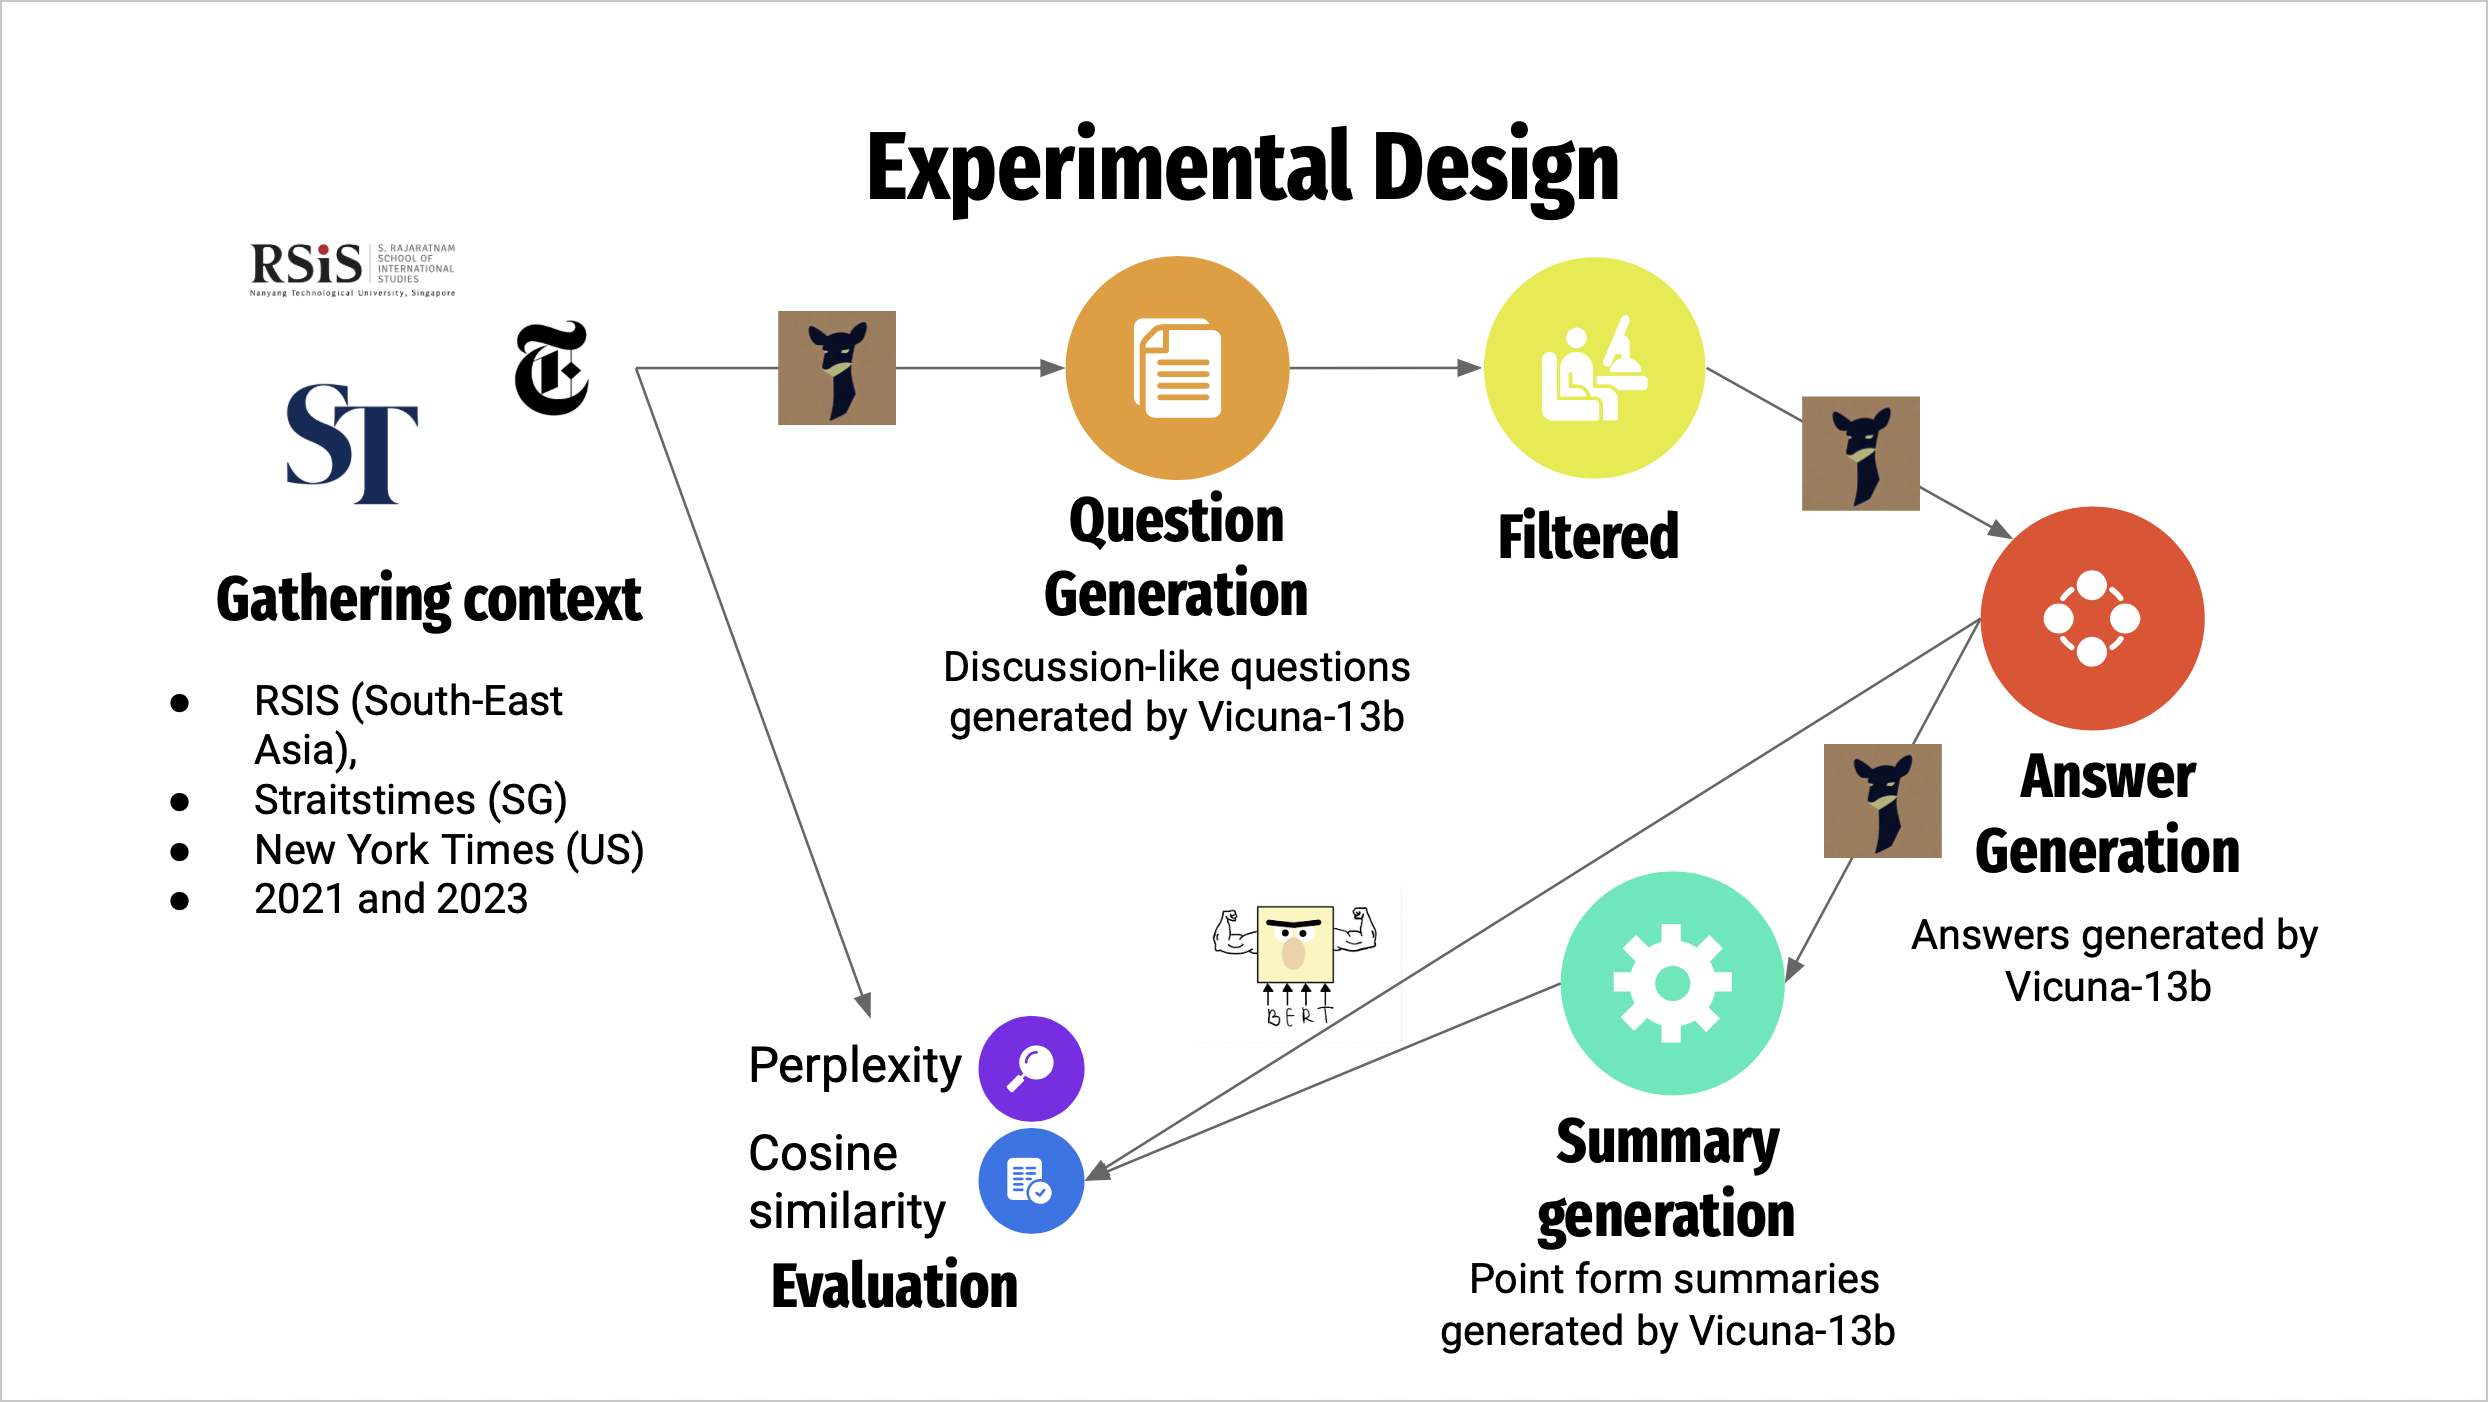 Experimental Design
RSiS
S. RAJARATNAM
SCHOOL OF
INTERNATIONAL
STUDIES
Nanyang Technological University, Singapore
T
ST
Gathering context
● RSIS (South-East
Asia),
● Straitstimes (SG)
● New York Times (US)
● 2021 and 2023
Question
Generation
Discussion-like questions
generated by Vicuna-13b
Filtered
Answer
Generation
Answers generated by
Vicuna-13b
BERT
Summary
generation
Point form summaries
generated by Vicuna-13b
Perplexity
Cosine
similarity
Evaluation